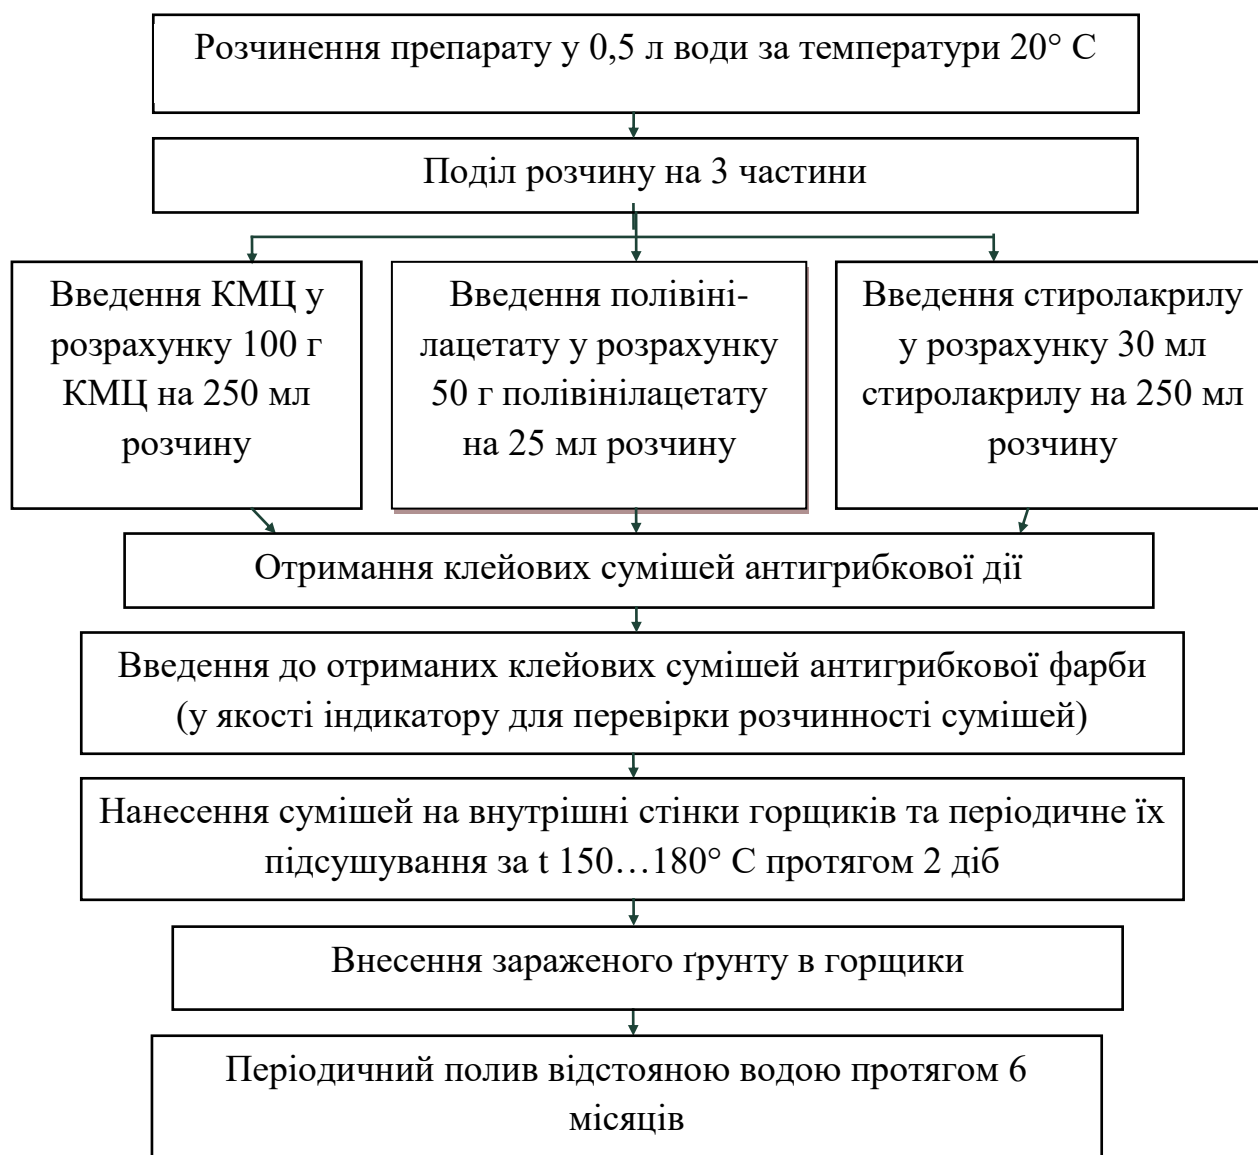 Розчинення препарату у 0,5 л води за температури 20° С
Поділ розчину на 3 частини
Введення КМЦ у
розрахунку 100 г
КМЦ на 250 мл
розчину
Введення полівіні-
лацетату у розрахунку
50 г полівінілацетату
на 25 мл розчину
Введення стиролакрилу
у розрахунку 30 мл
стиролакрилу на 250 мл
розчину
Отримання клейових сумішей антигрибкової дії
Введення до отриманих клейових сумішей антигрибкової фарби
(у якості індикатору для перевірки розчинності сумішей)
Нанесення сумішей на внутрішні стінки горщиків та періодичне їх
підсушування за t 150…180° С протягом 2 діб
Внесення зараженого ґрунту в горщики
Періодичний полив відстояною водою протягом 6
місяців